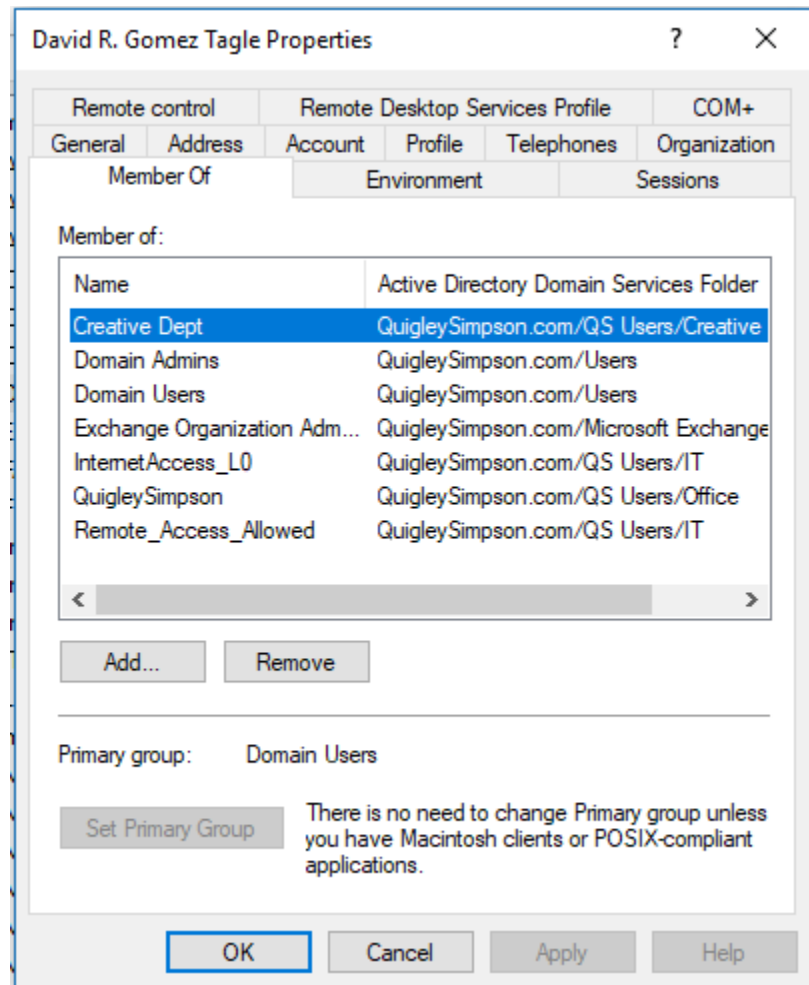 David R. Gomez Tagle Properties ? X
Remote control Remote Desktop Services Profile COM+
General Address Account Profile Telephones Organization
Member Of Environment Sessions
Member of:
Name Active Directory Domain Services Folder
Creative Dept QuigleySimpson.com/QS Users/Creative
Domain Admins QuigleySimpson.com/Users
Domain Users QuigleySimpson.com/Users
Exchange Organization Adm... QuigleySimpson.com/Microsoft Exchange
InternetAccess_L0 QuigleySimpson.com/QS Users/IT
QuigleySimpson QuigleySimpson.com/QS Users/Office
Remote_Access_Allowed QuigleySimpson.com/QS Users/IT
Add... Remove
Primary group: Domain Users
Set Primary Group
There is no need to change Primary group unless
you have Macintosh clients or POSIX-compliant
applications.
OK Cancel Apply Help